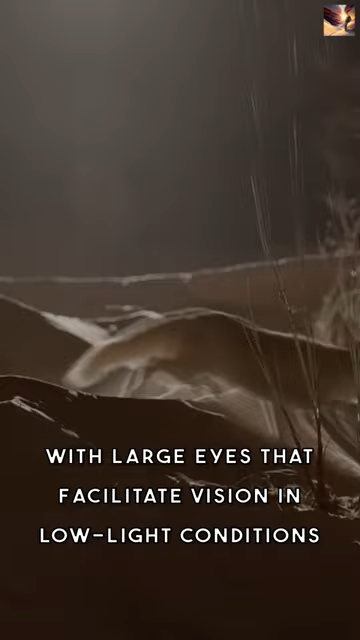 WITH LARGE EYES THAT
FACILITATE VISION IN
LOW-LIGHT CONDITIONS